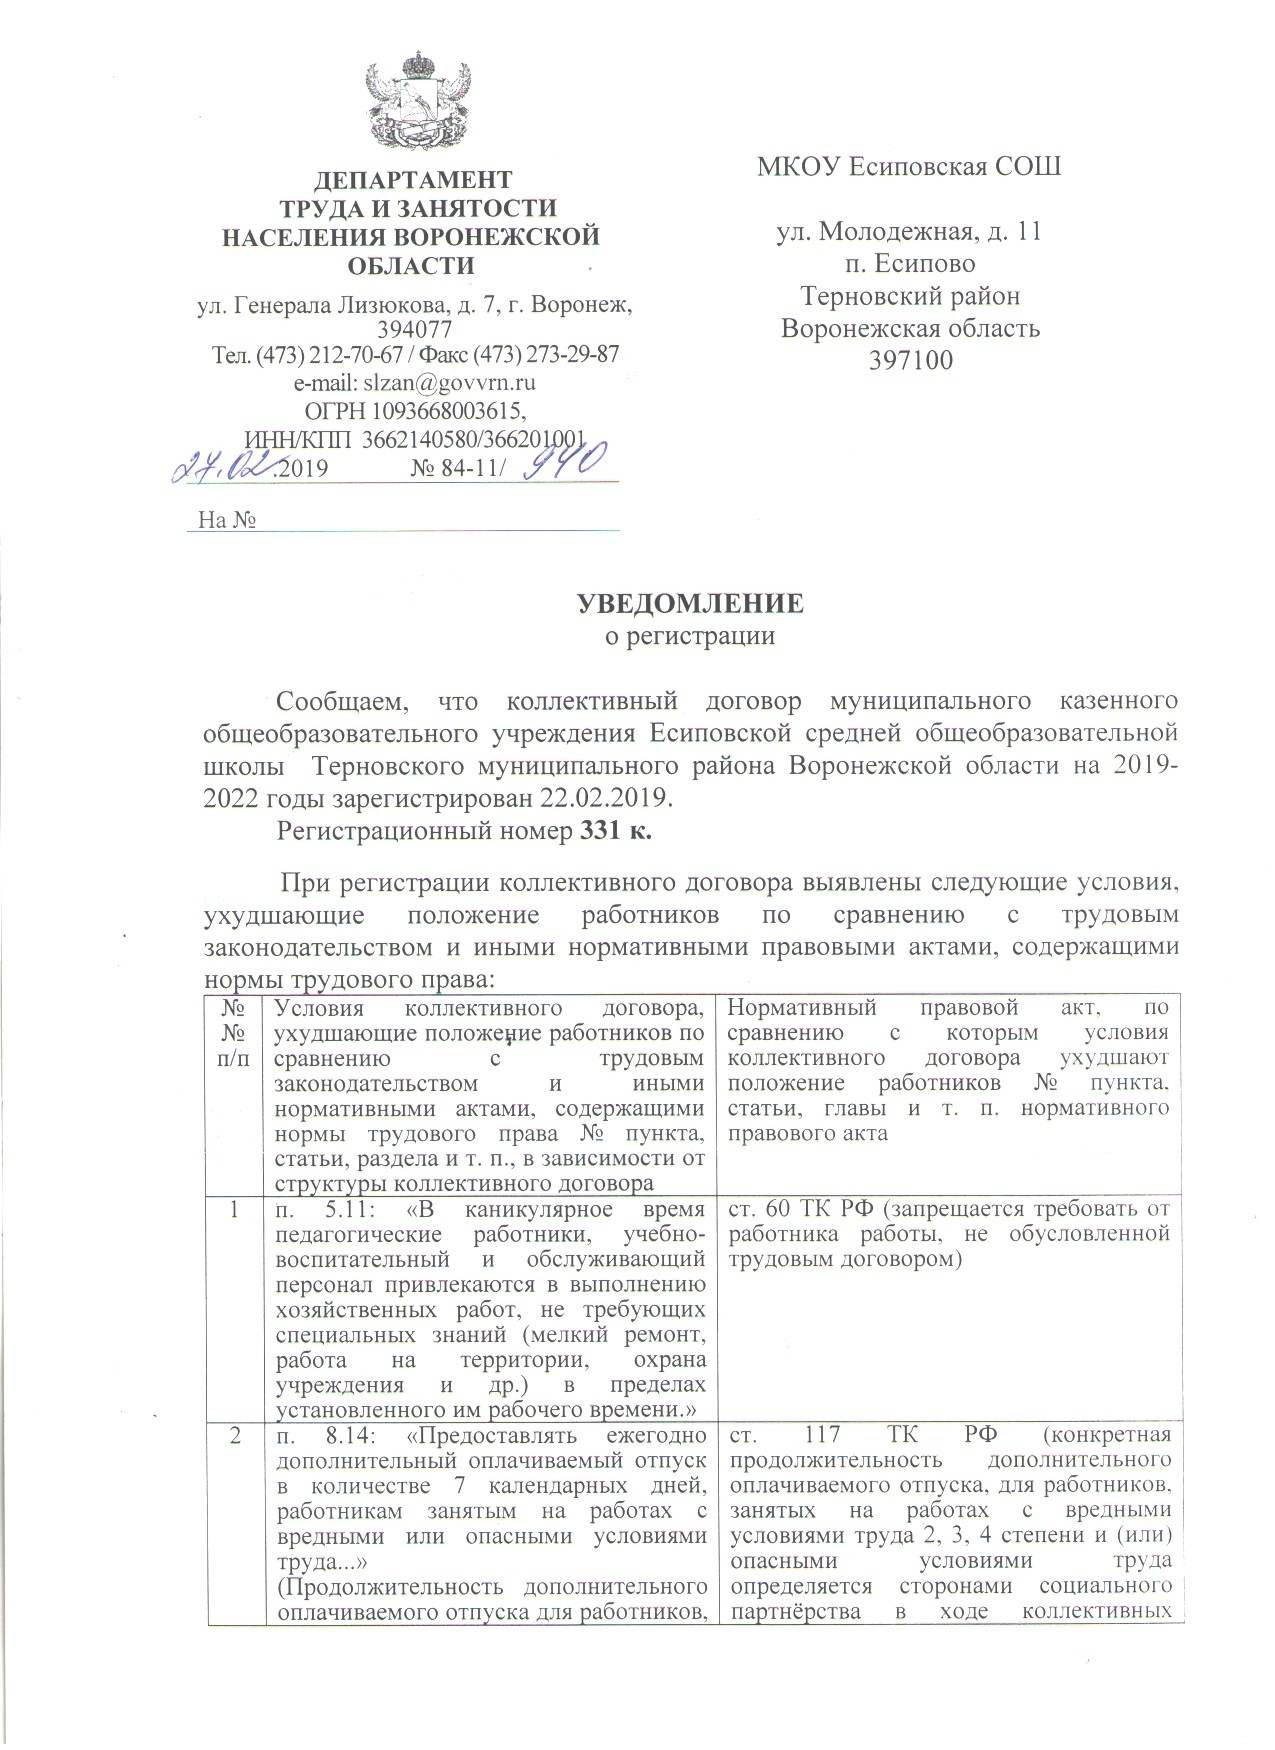 ДЕПАРТАМЕНТ
ТРУДА И ЗАНЯТОСТИ
НАСЕЛЕНИЯ ВОРОНЕЖСКОЙ
ОБЛАСТИ
ул. Генерала Лизюкова, д. 7, г. Воронеж,
394077
Тел. (473) 212-70-67 / Факс (473) 273-29-87
e-mail: slzan@govvrn.ru
ОГРН 1093668003615,
ИНН/КПП 3662140580/366201001
27.02.2019 № 84-11/940
На №
МКОУ Есиповская СОШ
ул. Молодежная, д. 11
п. Есипово
Терновский район
Воронежская область
397100
УВЕДОМЛЕНИЕ
о регистрации
Сообщаем, что коллективный договор муниципального казенного
общеобразовательного учреждения Есиповской средней общеобразовательной
школы Терновского муниципального района Воронежской области на 2019-
2022 годы зарегистрирован 22.02.2019.
Регистрационный номер 331 к.
При регистрации коллективного договора выявлены следующие условия,
ухудшающие положение работников по сравнению с трудовым
законодательством и иными нормативными правовыми актами, содержащими
нормы трудового права:
№
№
п/п
Условия коллективного договора,
ухудшающие положение работников по
сравнению с трудовым
законодательством и иными
нормативными актами, содержащими
нормы трудового права № пункта,
статьи, раздела и т. п., в зависимости от
структуры коллективного договора
Нормативный правовой акт, по
сравнению с которым условия
коллективного договора ухудшают
положение работников № пункта,
статьи, главы и т. п. нормативного
правового акта
1
п. 5.11: «В каникулярное время
педагогические работники, учебно-
воспитательный и обслуживающий
персонал привлекаются в выполнению
хозяйственных работ, не требующих
специальных знаний (мелкий ремонт,
работа на территории, охрана
учреждения и др.) в пределах
установленного им рабочего времени.»
ст. 60 ТК РФ (запрещается требовать от
работника работы, не обусловленной
трудовым договором)
2
п. 8.14: «Предоставлять ежегодно
дополнительный оплачиваемый отпуск
в количестве 7 календарных дней,
работникам занятым на работах с
вредными или опасными условиями
труда...»
(Продолжительность дополнительного
оплачиваемого отпуска для работников,
ст. 117 ТК РФ (конкретная
продолжительность дополнительного
оплачиваемого отпуска, для работников,
занятых на работах с вредными
условиями труда 2, 3, 4 степени и (или)
опасными условиями труда
определяется сторонами социального
партнёрства в ходе коллективных